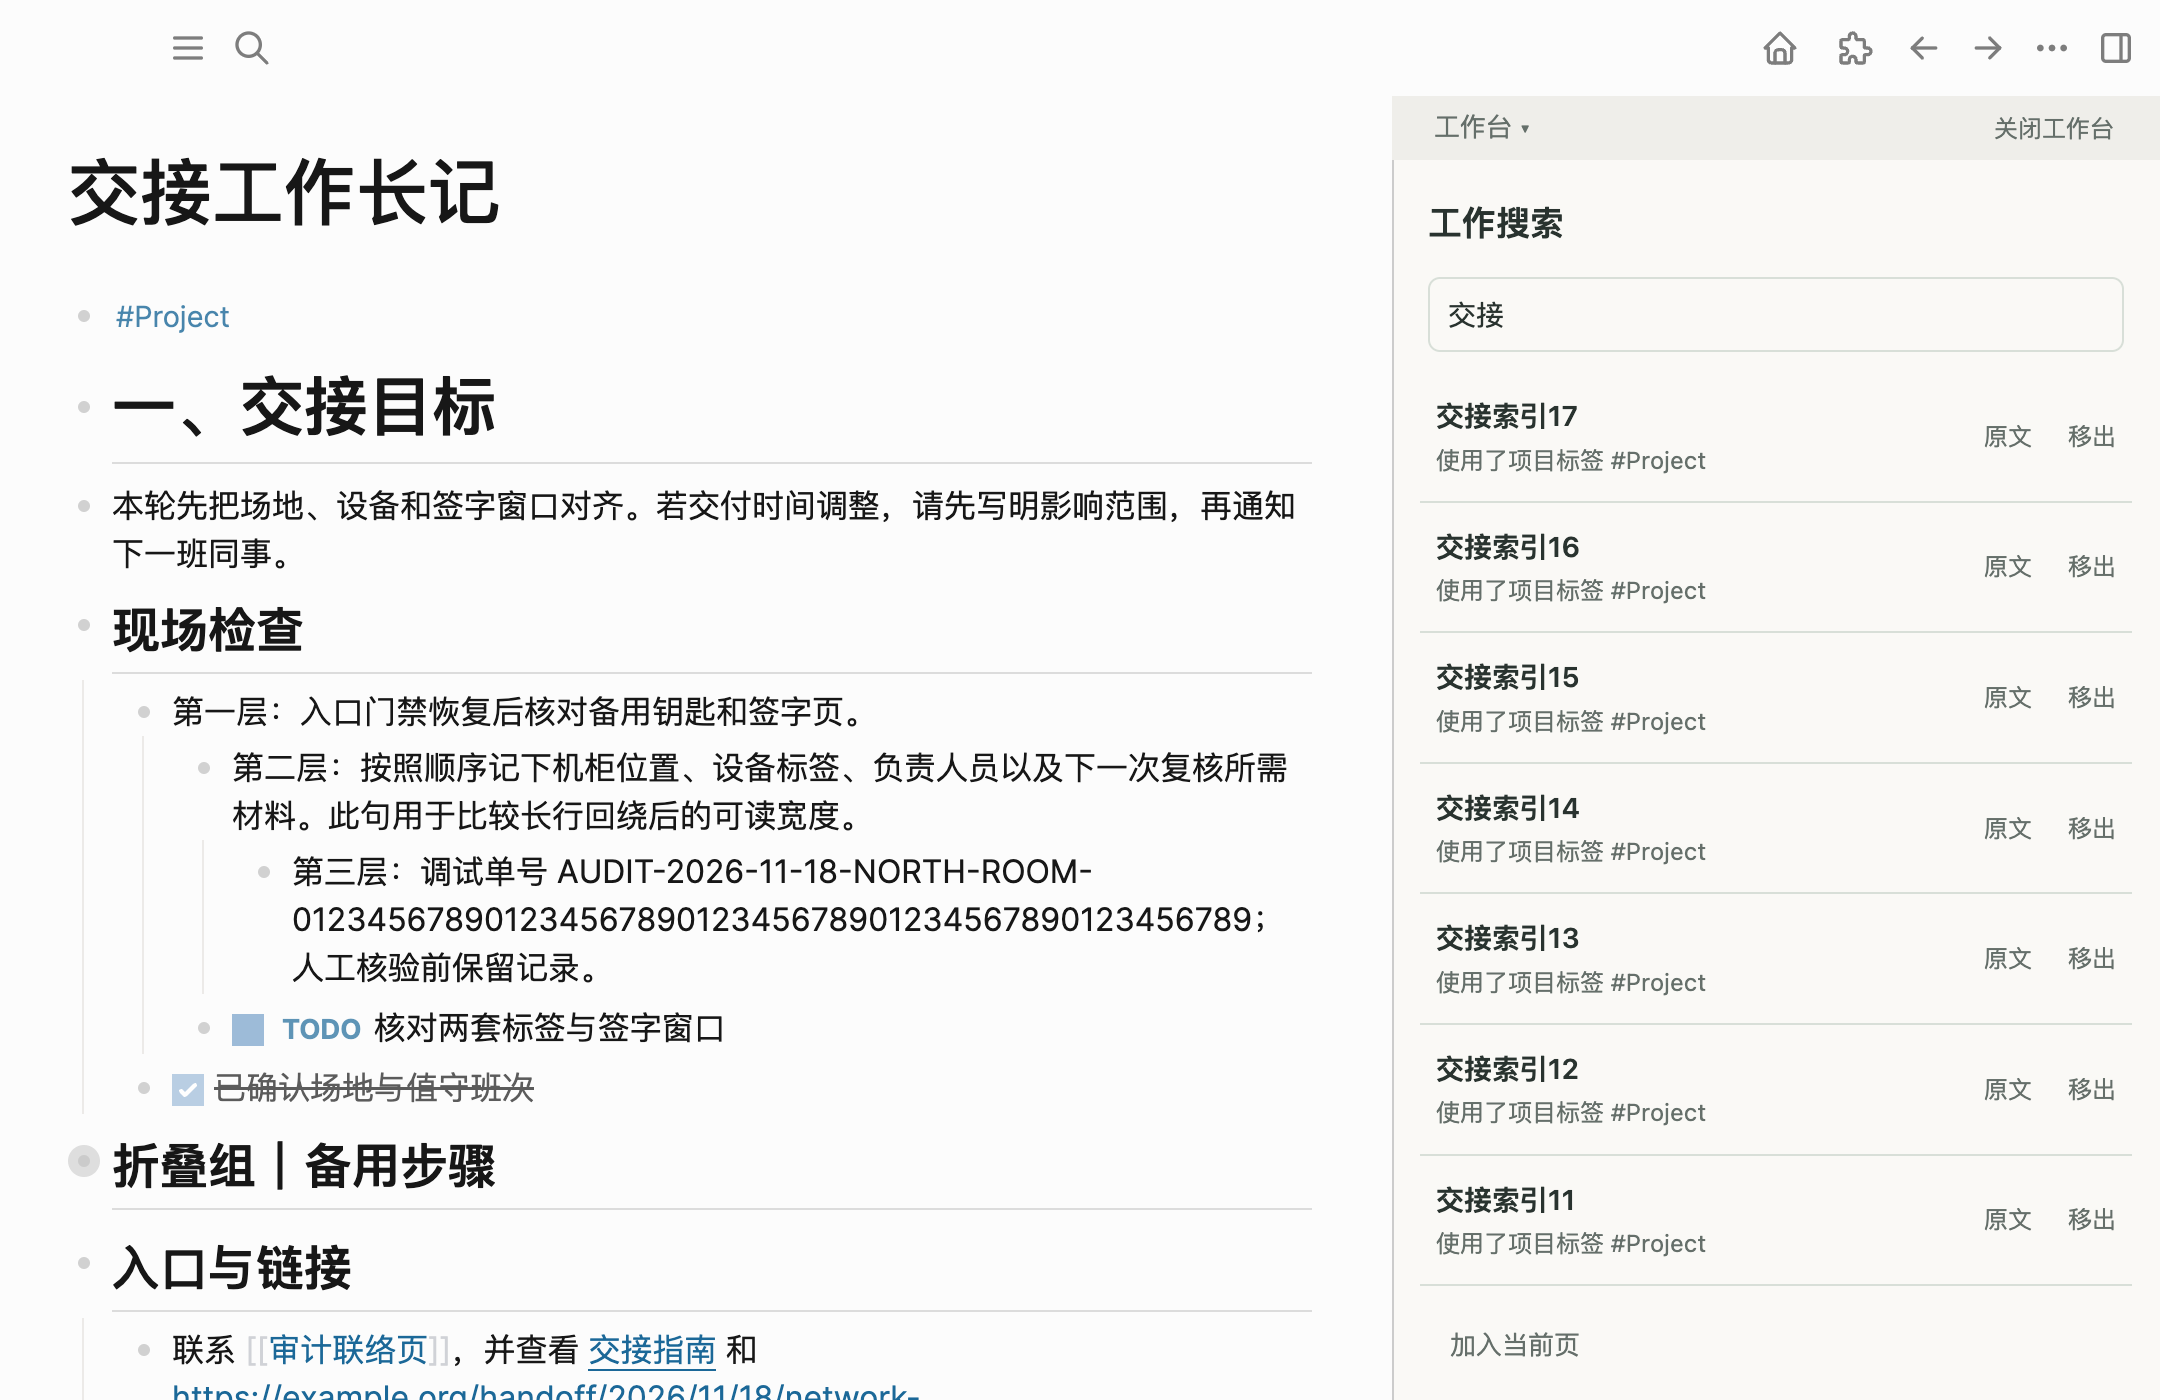 工作台 ▾
关闭工作台
交接工作长记
#Project
一、交接目标
本轮先把场地、设备和签字窗口对齐。若交付时间调整，请先写明影响范围，再通知
下一班同事。
现场检查
第一层：入口门禁恢复后核对备用钥匙和签字页。
第二层：按照顺序记下机柜位置、设备标签、负责人员以及下一次复核所需
材料。此句用于比较长行回绕后的可读宽度。
第三层：调试单号 AUDIT-2026-11-18-NORTH-ROOM-
01234567890123456789012345678901234567890123456789；
人工核验前保留记录。
TODO 核对两套标签与签字窗口
已确认场地与值守班次
折叠组｜备用步骤
入口与链接
联系 [[审计联络页]]，并查看 交接指南 和
https://example.org/handoff/2026/11/18/network-
工作搜索
交接
交接索引17
使用了项目标签 #Project
原文 移出
交接索引16
使用了项目标签 #Project
原文 移出
交接索引15
使用了项目标签 #Project
原文 移出
交接索引14
使用了项目标签 #Project
原文 移出
交接索引13
使用了项目标签 #Project
原文 移出
交接索引12
使用了项目标签 #Project
原文 移出
交接索引11
使用了项目标签 #Project
原文 移出
加入当前页